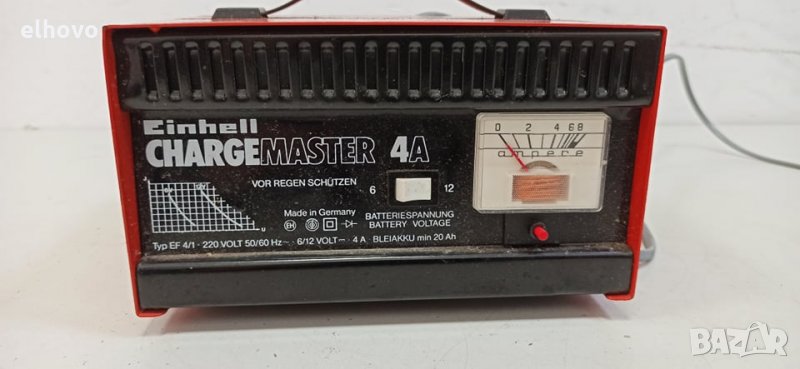 elhovo
Einhell
CHARGEMASTER 4A
VOR REGEN SCHÜTZEN
6 12
Made in Germany
BATTERIESPANNUNG
BATTERY VOLTAGE
Typ EF 4/1 · 220 VOLT 50/60 Hz ~ 6/12 VOLT ⎓ 4 A BLEIAKKU min 20 Ah
0 2 4 6 8
ampere
Bazar